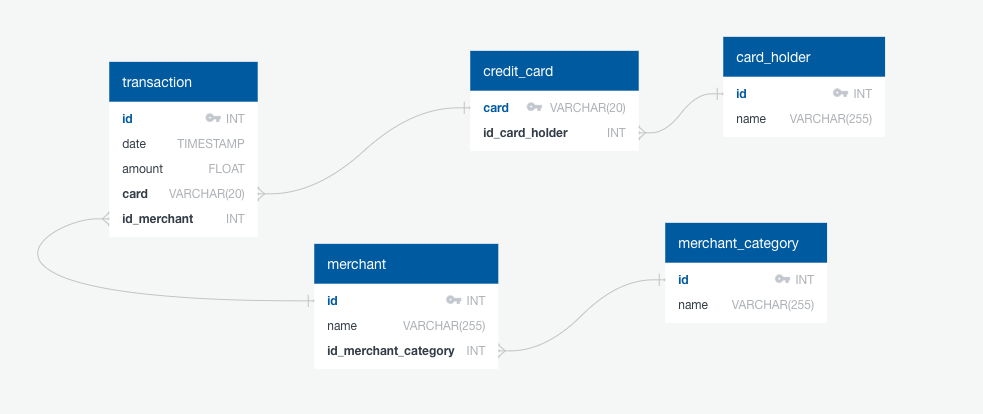 transaction
id INT
date TIMESTAMP
amount FLOAT
card VARCHAR(20)
id_merchant INT
credit_card
card VARCHAR(20)
id_card_holder INT
card_holder
id INT
name VARCHAR(255)
merchant
id INT
name VARCHAR(255)
id_merchant_category INT
merchant_category
id INT
name VARCHAR(255)